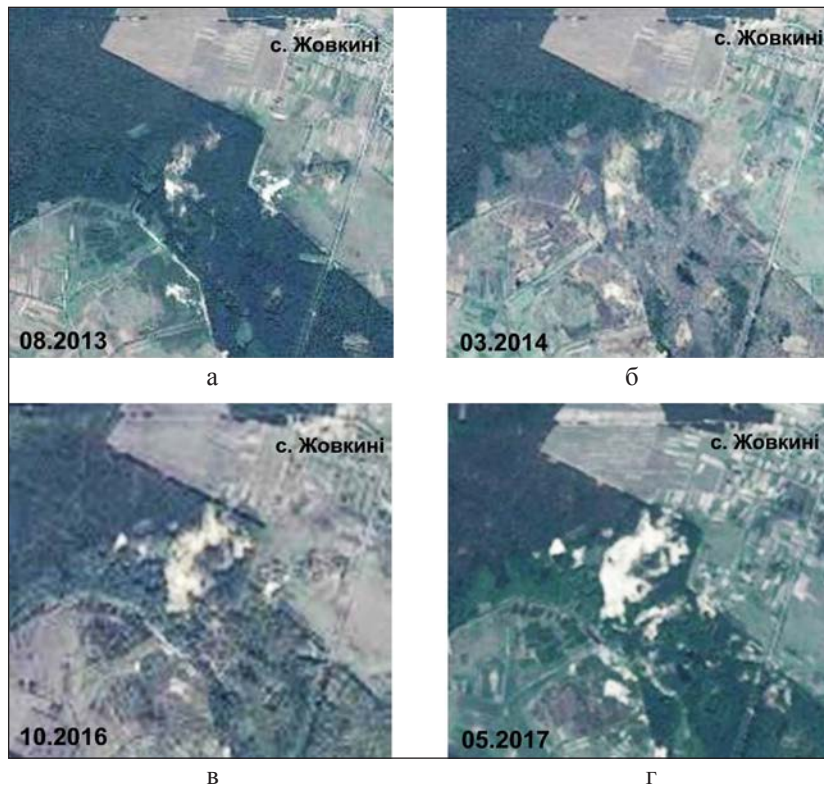 с. Жовкині
08.2013
а
с. Жовкині
03.2014
б
с. Жовкині
10.2016
в
с. Жовкині
05.2017
г